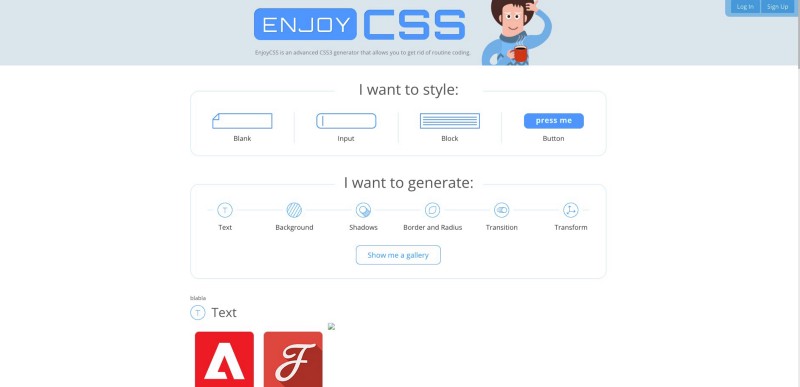 Log In Sign Up
ENJOY CSS
EnjoyCSS is an advanced CSS3 generator that allows you to get rid of routine coding.
I want to style:
press me
Blank Input Block Button
I want to generate:
T
Text Background Shadows Border and Radius Transition Transform
Show me a gallery
blabla
T Text